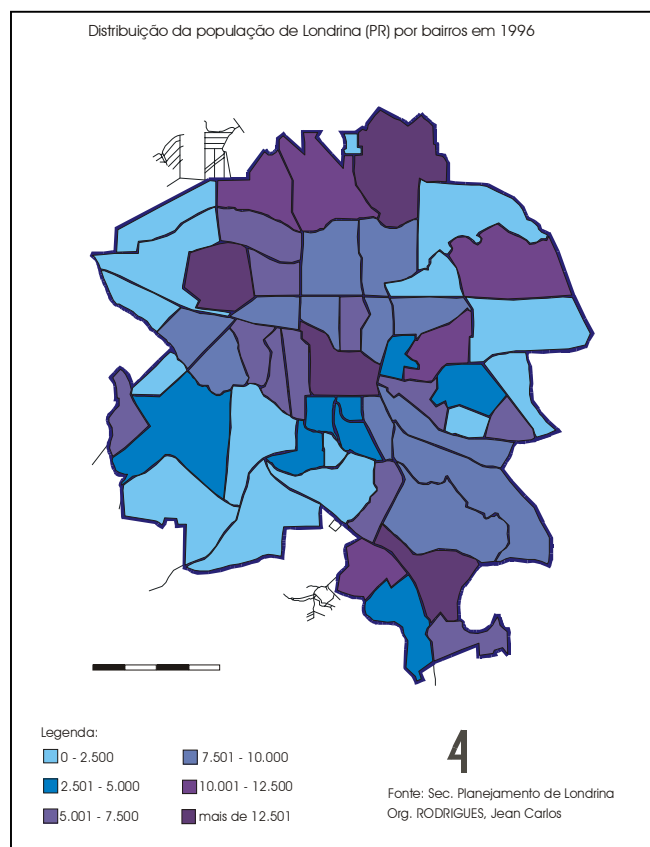 Distribuição da população de Londrina (PR) por bairros em 1996
Legenda:
0 - 2.500
7.501 - 10.000
2.501 - 5.000
10.001 - 12.500
5.001 - 7.500
mais de 12.501
4
Fonte: Sec. Planejamento de Londrina
Org. RODRIGUES, Jean Carlos